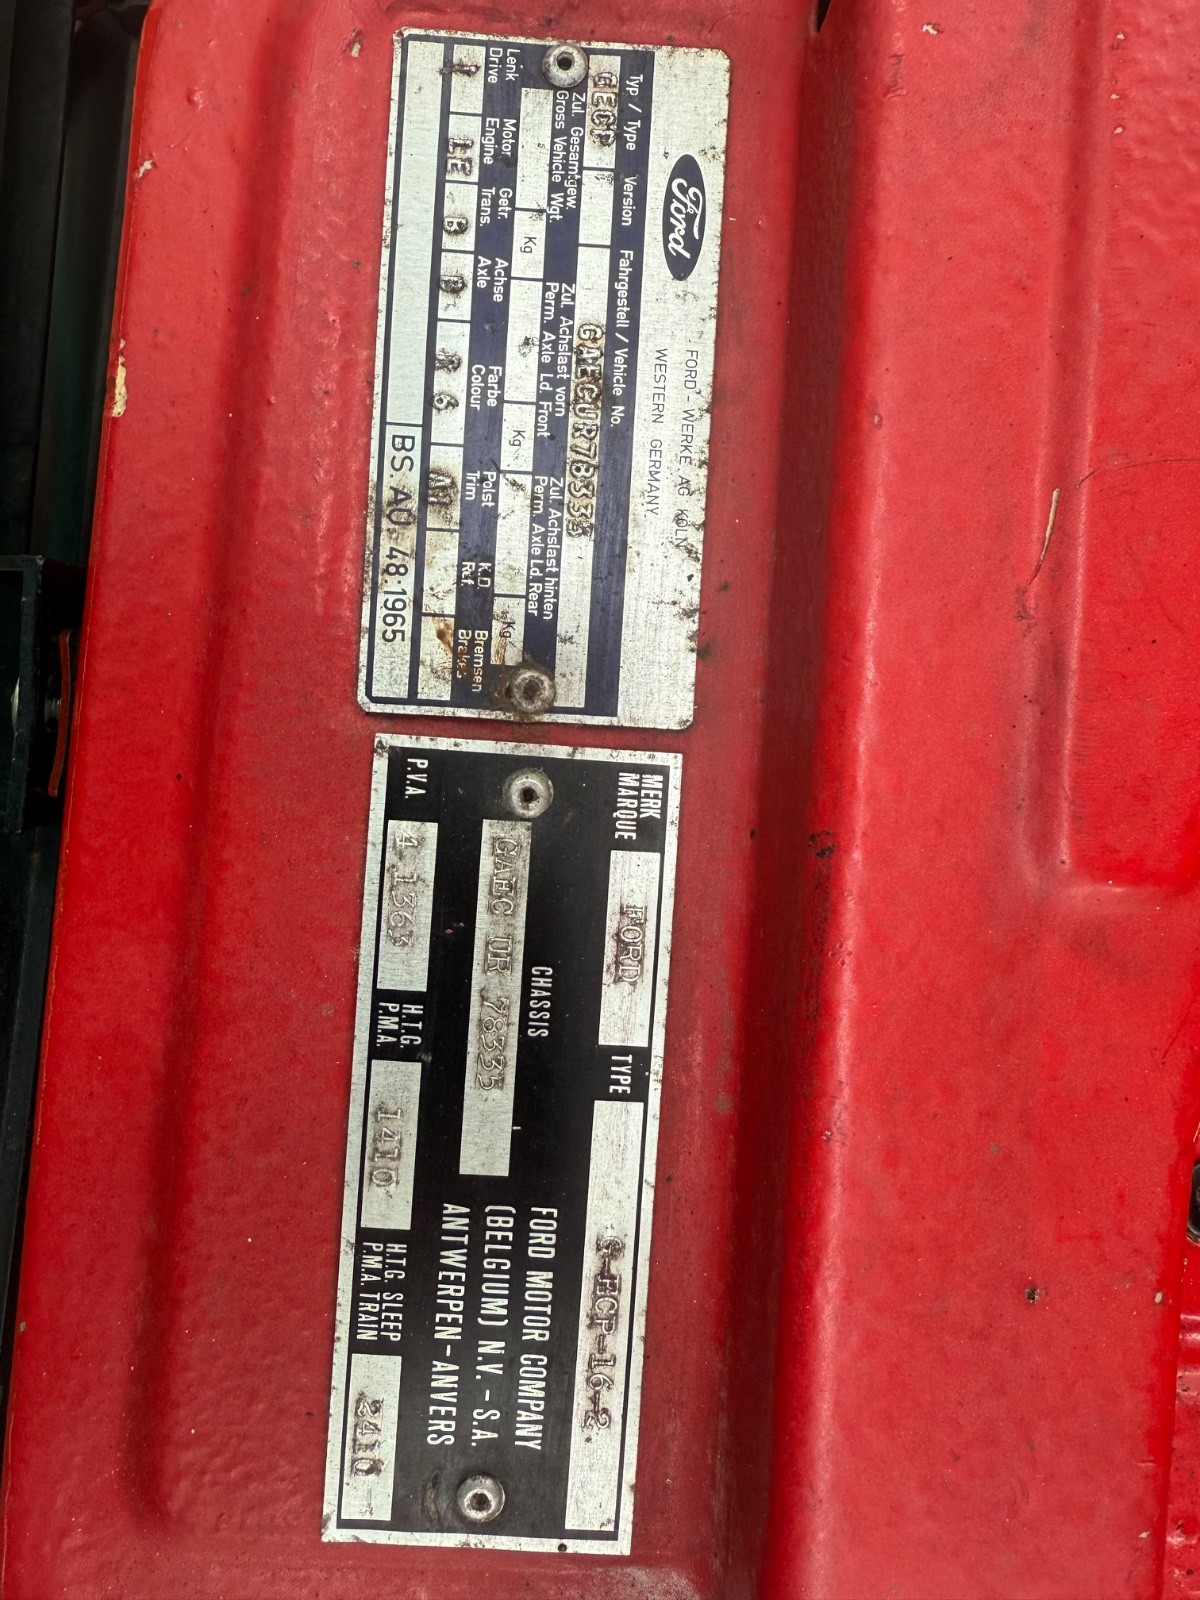 Ford
FORD - WERKE AG KÖLN
WESTERN GERMANY
Typ / Type Version Fahrgestell / Vehicle No.
GECP GAECUR78335
Zul. Gesamtgew. Zul. Achslast vorn Zul. Achslast hinten
Gross Vehicle Wgt. Perm. Axle Ld. Front Perm. Axle Ld. Rear
Kg Kg Kg
Lenk Motor Getr. Achse Farbe Polst K.D. Bremsen
Drive Engine Trans. Axle Colour Trim Ref. Brakes
1 LE B B
BS. AU. 48:1965
MERK
MARQUE FORD TYPE G-ECP-16-2
CHASSIS
GAEC UR 78335
FORD MOTOR COMPANY
(BELGIUM) N.V. - S.A.
ANTWERPEN-ANVERS
P.V.A. 4 1363 H.T.G. 1410 H.T.G. SLEEP 2410
P.M.A. P.M.A. TRAIN